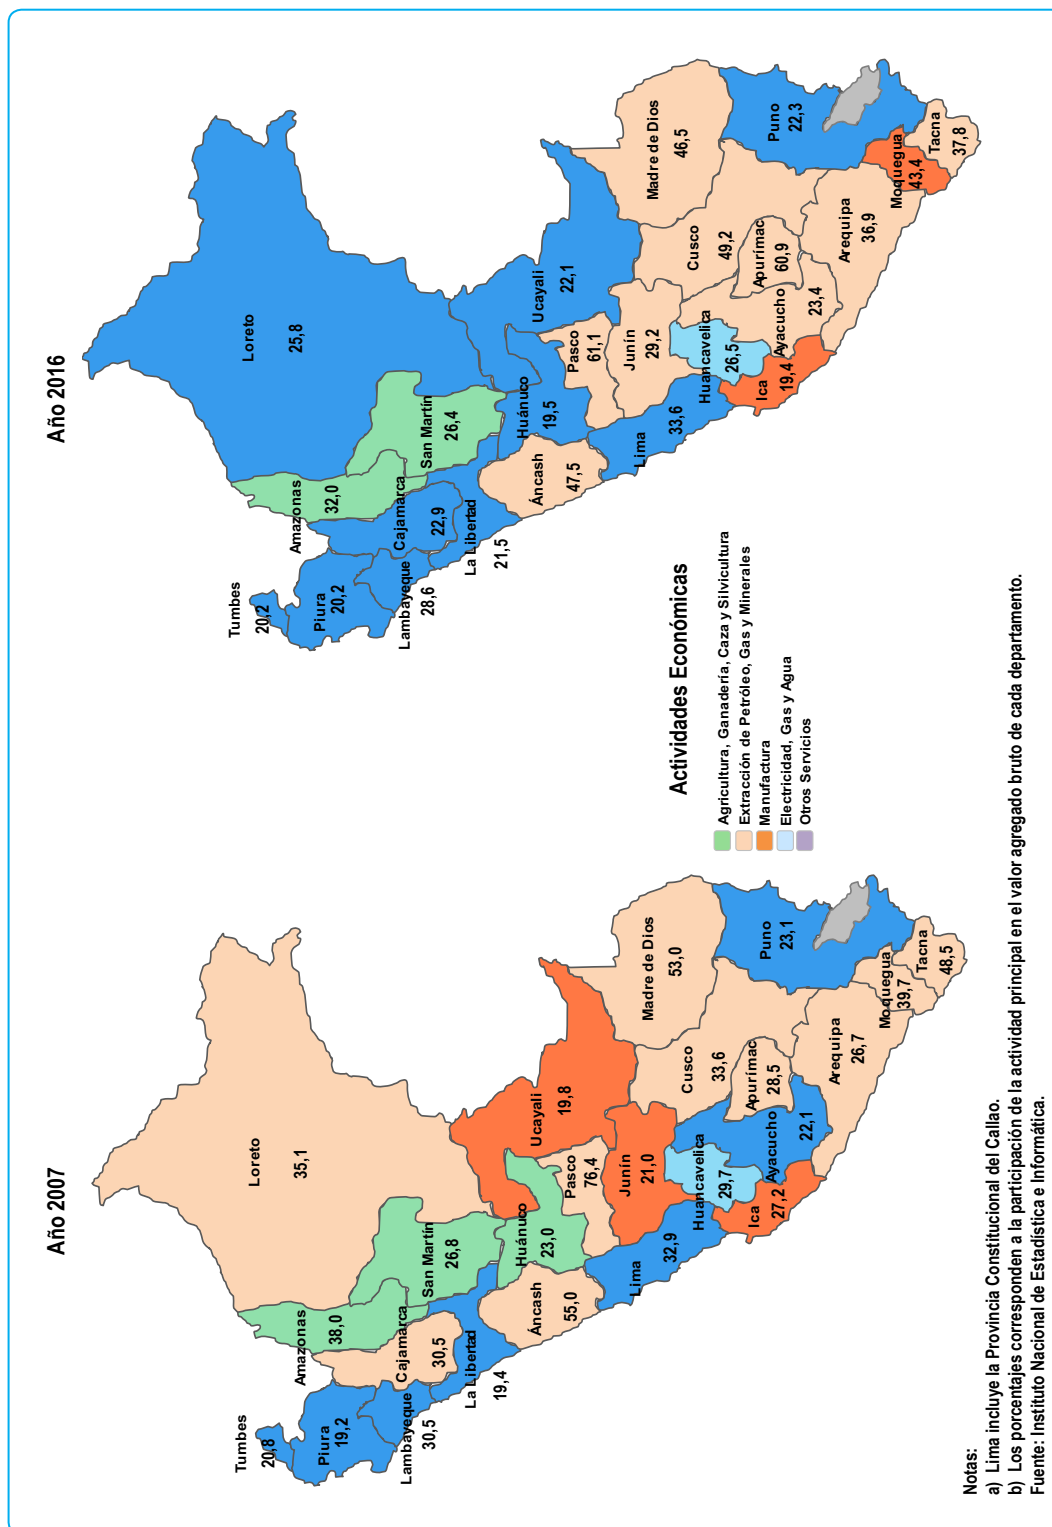 Año 2007
Tumbes
20,8
Piura
19,2
Lambayeque
30,5
Amazonas
38,0
Cajamarca
30,5
La Libertad
19,4
San Martín
26,8
Loreto
35,1
Áncash
55,0
Huánuco
23,0
Ucayali
19,8
Pasco
76,4
Junín
21,0
Lima
32,9
Huancavelica
29,7
Ica
27,2
Ayacucho
22,1
Apurímac
28,5
Cusco
33,6
Madre de Dios
53,0
Puno
23,1
Arequipa
26,7
Moquegua
39,7
Tacna
48,5
Año 2016
Tumbes
20,2
Piura
20,2
Lambayeque
28,6
Amazonas
32,0
Cajamarca
22,9
La Libertad
21,5
San Martín
26,4
Loreto
25,8
Áncash
47,5
Huánuco
19,5
Ucayali
22,1
Pasco
61,1
Junín
29,2
Lima
33,6
Huancavelica
26,5
Ica
19,4
Ayacucho
23,4
Apurímac
60,9
Cusco
49,2
Madre de Dios
46,5
Puno
22,3
Arequipa
36,9
Moquegua
43,4
Tacna
37,8
Actividades Económicas
Agricultura, Ganadería, Caza y Silvicultura
Extracción de Petróleo, Gas y Minerales
Manufactura
Electricidad, Gas y Agua
Otros Servicios
Notas:
a) Lima incluye la Provincia Constitucional del Callao.
b) Los porcentajes corresponden a la participación de la actividad principal en el valor agregado bruto de cada departamento.
Fuente: Instituto Nacional de Estadística e Informática.